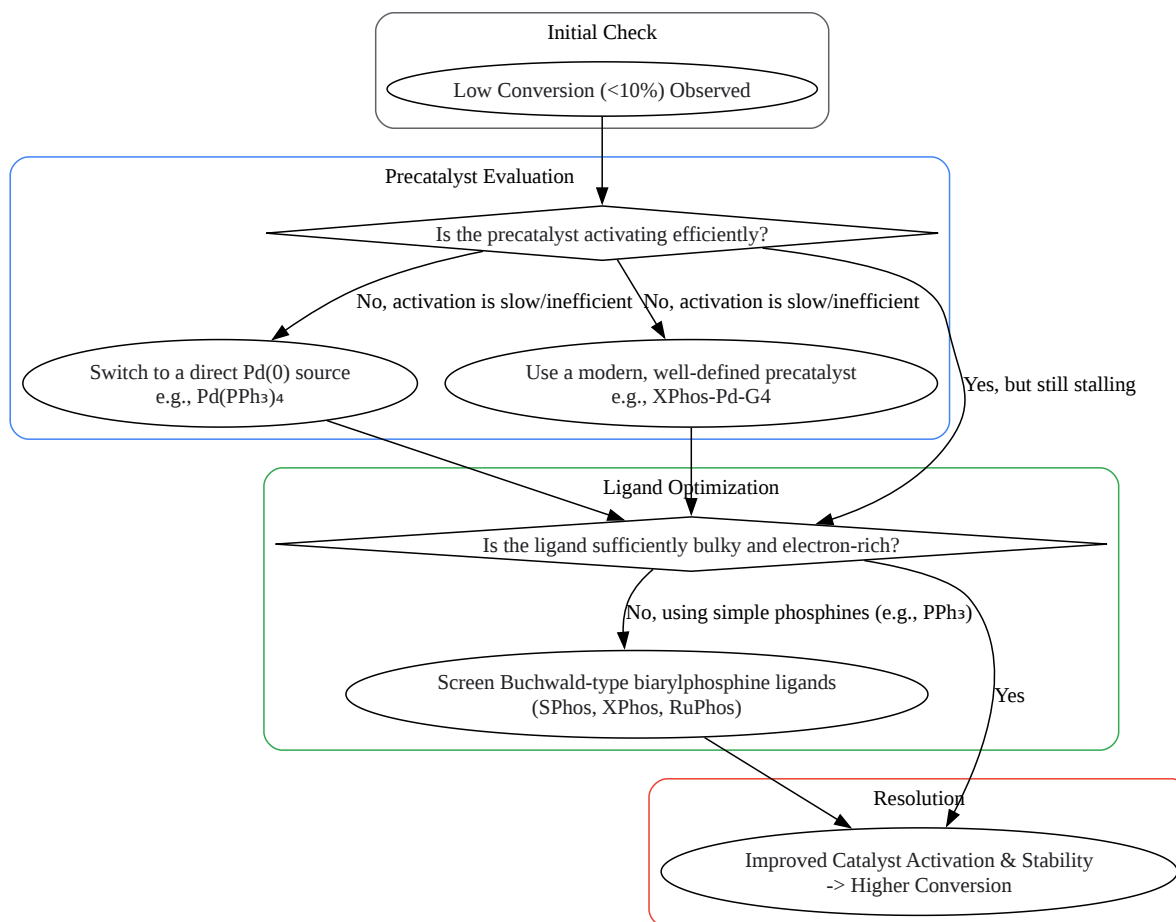 Initial Check
Low Conversion (<10%) Observed
Precatalyst Evaluation
Is the precatalyst activating efficiently?
No, activation is slow/inefficient
No, activation is slow/inefficient
Switch to a direct Pd(0) source
e.g., Pd(PPh₃)₄
Use a modern, well-defined precatalyst
e.g., XPhos-Pd-G4
Yes, but still stalling
Ligand Optimization
Is the ligand sufficiently bulky and electron-rich?
No, using simple phosphines (e.g., PPh₃)
Screen Buchwald-type biarylphosphine ligands
(SPhos, XPhos, RuPhos)
Yes
Resolution
Improved Catalyst Activation & Stability
-> Higher Conversion